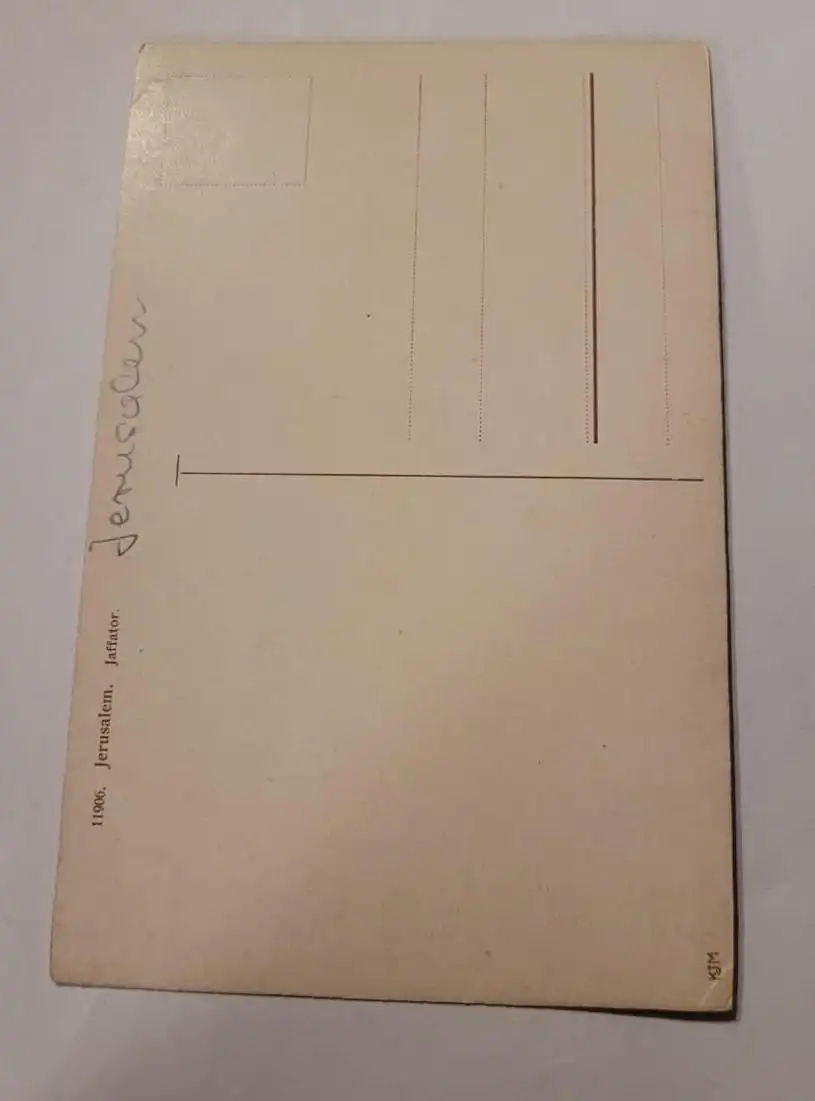 11906. Jerusalem. Jaffator.
Jerusalem
KJM